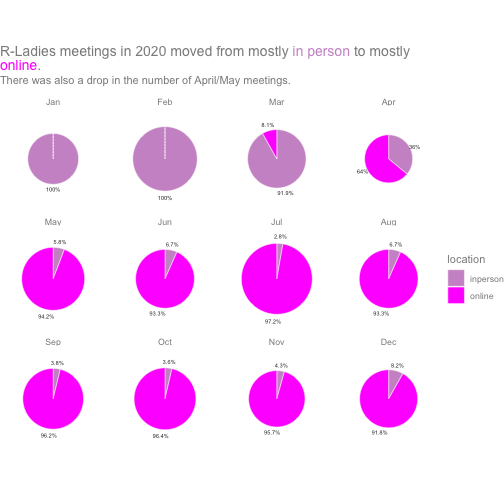 R-Ladies meetings in 2020 moved from mostly in person to mostly
online.
There was also a drop in the number of April/May meetings.
Jan
Feb
Mar
Apr
100%
100%
8.1%
91.9%
36%
64%
May
Jun
Jul
Aug
5.8%
94.2%
6.7%
93.3%
2.8%
97.2%
6.7%
93.3%
location
inperson
online
Sep
Oct
Nov
Dec
3.8%
96.2%
3.6%
96.4%
4.3%
95.7%
8.2%
91.8%